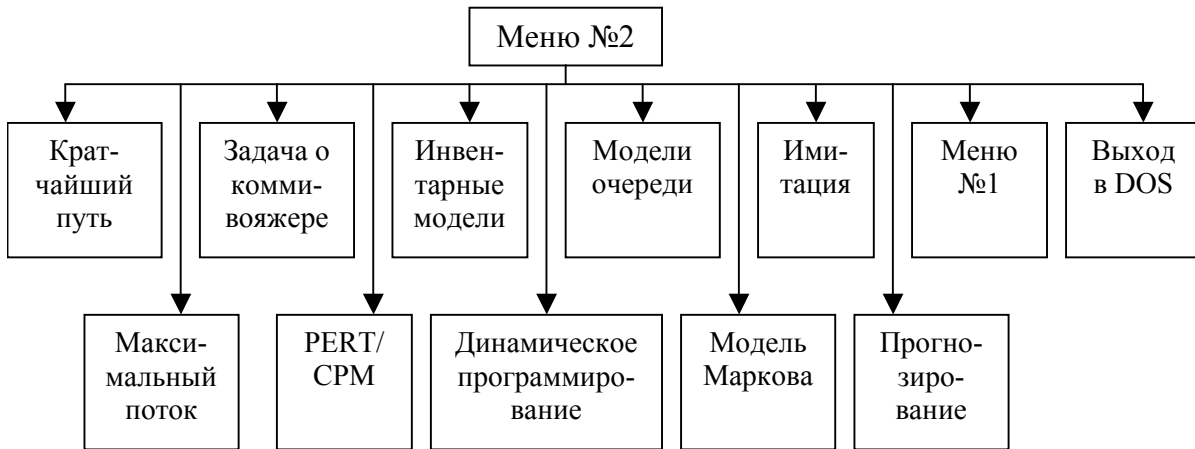 Меню №2
Крат-
чайший
путь
Задача о
комми-
вояжере
Инвен-
тарные
модели
Модели
очереди
Ими-
тация
Меню
№1
Выход
в DOS
Макси-
мальный
поток
PERT/
CPM
Динамическое
программиро-
вание
Модель
Маркова
Прогно-
зиро-
вание